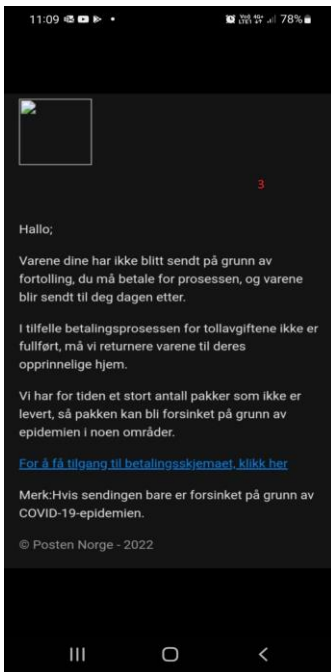 11:09
78%
3
Hallo;
Varene dine har ikke blitt sendt på grunn av
fortolling, du må betale for prosessen, og varene
blir sendt til deg dagen etter.
I tilfelle betalingsprosessen for tollavgiftene ikke er
fullført, må vi returnere varene til deres
opprinnelige hjem.
Vi har for tiden et stort antall pakker som ikke er
levert, så pakken kan bli forsinket på grunn av
epidemien i noen områder.
For å få tilgang til betalingsskjemaet, klikk her
Merk:Hvis sendingen bare er forsinket på grunn av
COVID-19-epidemien.
© Posten Norge - 2022